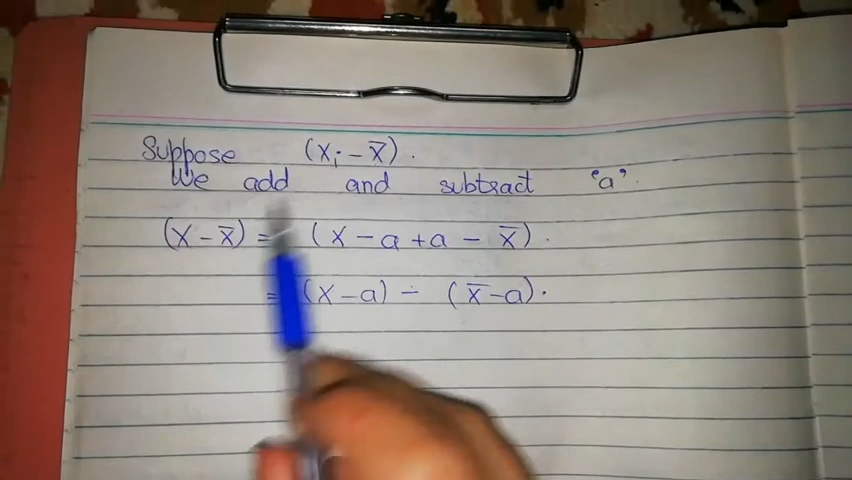 Suppose (Xi - x̄).
We add and subtract 'a'.
(X - x̄) = (X - a + a - x̄).
= (X - a) - (x̄ - a).